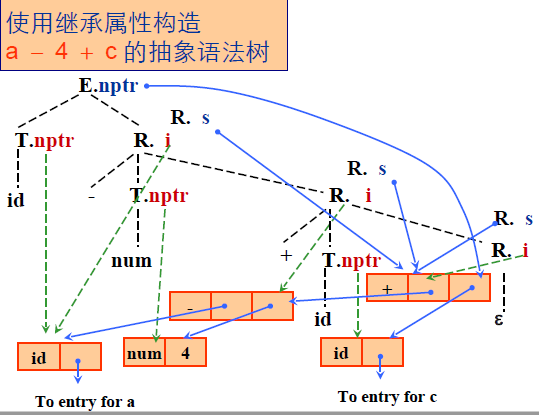 使用继承属性构造
a - 4 + c 的抽象语法树
E.nptr
R. s
T.nptr
R. i
R. s
id
-
T.nptr
R. i
R. s
num
+
T.nptr
R. i
+
-
id
ε
id
num 4
id
To entry for a
To entry for c